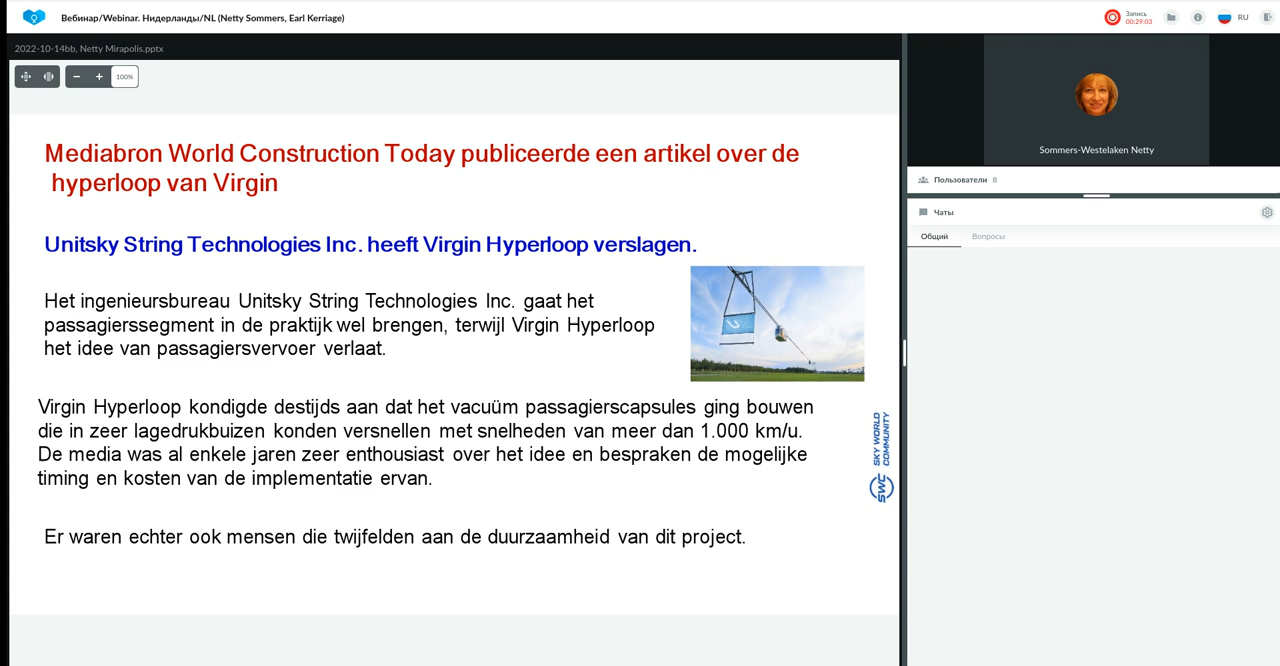 Вебинар/Webinar. Нидерланды/NL (Netty Sommers, Earl Kerriage)
Запись
00:29:03
RU
2022-10-14bb, Netty Mirapolis.pptx
100%
Mediabron World Construction Today publiceerde een artikel over de
hyperloop van Virgin
Unitsky String Technologies Inc. heeft Virgin Hyperloop verslagen.
Het ingenieursbureau Unitsky String Technologies Inc. gaat het
passagierssegment in de praktijk wel brengen, terwijl Virgin Hyperloop
het idee van passagiersvervoer verlaat.
Virgin Hyperloop kondigde destijds aan dat het vacuüm passagierscapsules ging bouwen
die in zeer lagedrukbuizen konden versnellen met snelheden van meer dan 1.000 km/u.
De media was al enkele jaren zeer enthousiast over het idee en bespraken de mogelijke
timing en kosten van de implementatie ervan.
Er waren echter ook mensen die twijfelden aan de duurzaamheid van dit project.
SWC SKY WORLD
COMMUNITY
Sommers-Westelaken Netty
Пользователи 8
Чаты
Общий Вопросы